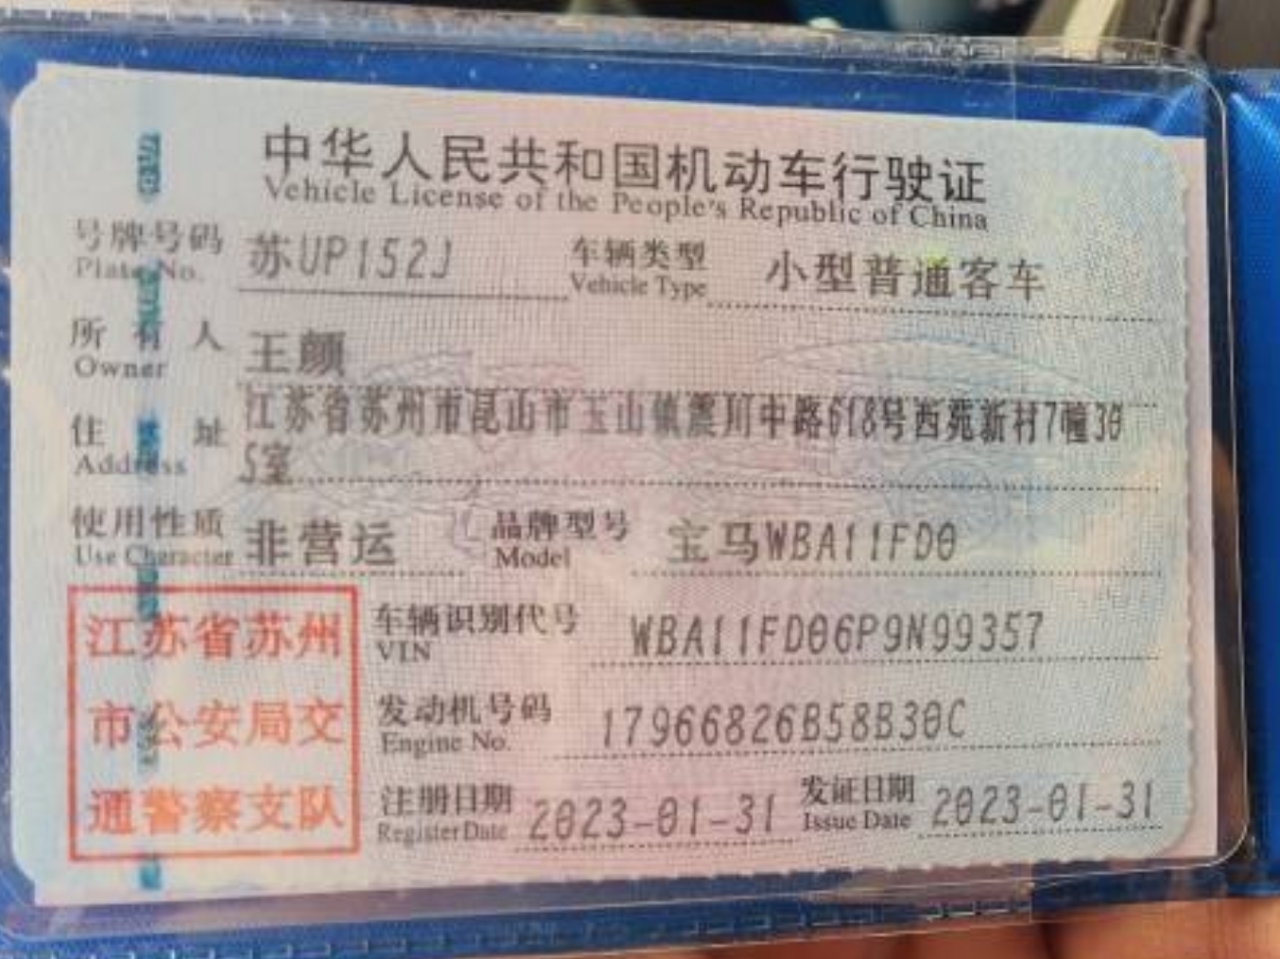 中华人民共和国机动车行驶证
Vehicle License of the People's Republic of China
号牌号码 苏UP152J 车辆类型 小型普通客车
Plate No. Vehicle Type
所有人 王颜
Owner
住址 江苏省苏州市昆山市玉山镇震川中路618号西苑新村7幢30
Address 5室
使用性质 非营运 品牌型号 宝马WBA11FD0
Use Character Model
江苏省苏州
市公安局交
通警察支队
车辆识别代号 WBA11FD06P9N99357
VIN
发动机号码 17966826B58B30C
Engine No.
注册日期 2023-01-31 发证日期 2023-01-31
Register Date Issue Date